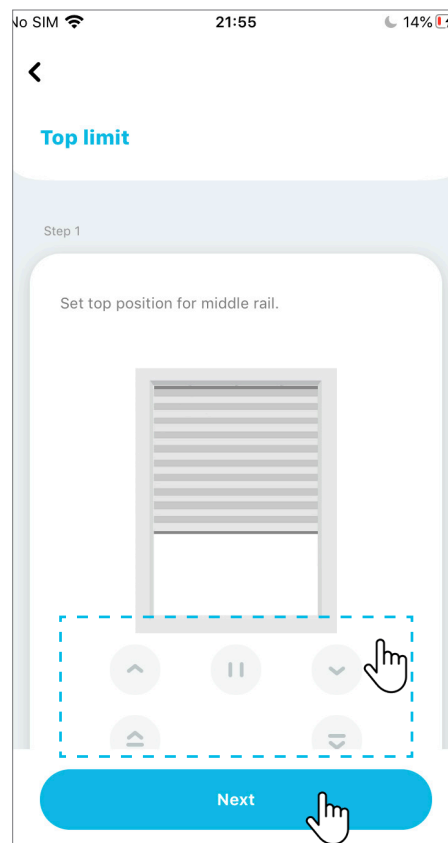 No SIM 21:55 14%
Top limit
Step 1
Set top position for middle rail.
Next